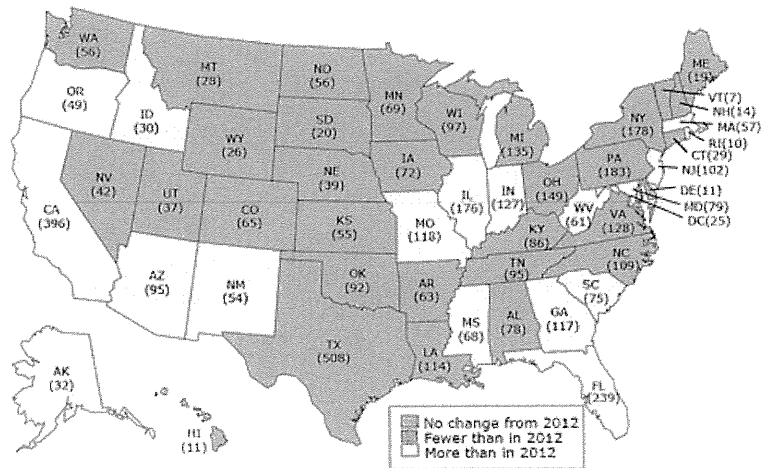 WA
(56)
OR
(49)
ID
(30)
MT
(28)
ND
(56)
MN
(69)
WI
(97)
MI
(135)
NY
(178)
ME
(19)
VT(7)
NH(14)
MA(57)
RI(10)
CT(29)
NJ(102)
DE(11)
MD(79)
DC(25)
SD
(20)
WY
(26)
NV
(42)
UT
(37)
CO
(65)
NE
(39)
IA
(72)
IL
(176)
IN
(127)
OH
(149)
PA
(183)
WV
(61)
VA
(128)
CA
(396)
KS
(55)
MO
(118)
KY
(86)
NC
(109)
TN
(95)
AZ
(95)
NM
(54)
OK
(92)
AR
(63)
SC
(75)
MS
(68)
AL
(78)
GA
(117)
TX
(508)
LA
(114)
FL
(239)
AK
(32)
HI
(11)
No change from 2012
Fewer than in 2012
More than in 2012